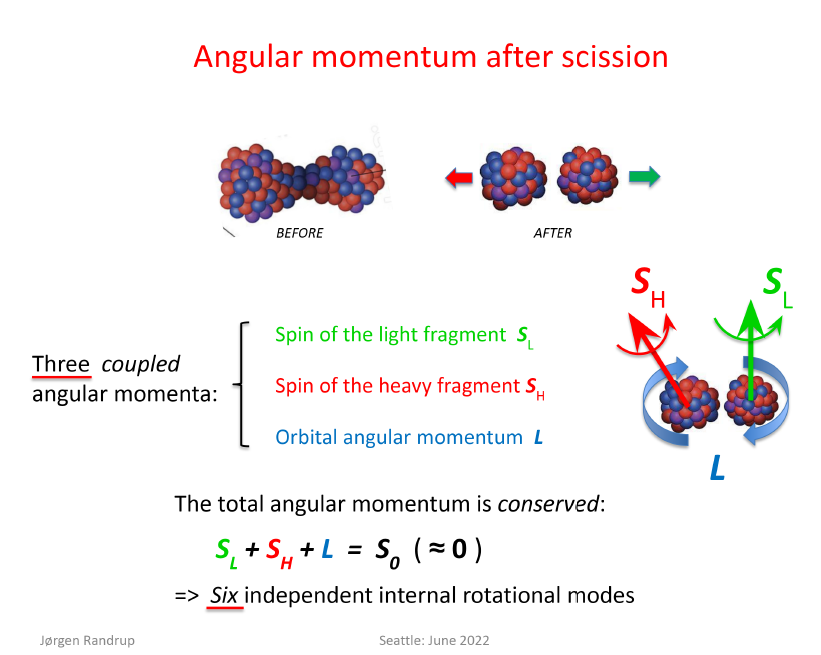 Angular momentum after scission
BEFORE
AFTER
S_H
S_L
Spin of the light fragment S_L
Three coupled
angular momenta:
Spin of the heavy fragment S_H
Orbital angular momentum L
L
The total angular momentum is conserved:
S_L + S_H + L = S_0 ( ≈ 0 )
=> Six independent internal rotational modes
Jørgen Randrup
Seattle: June 2022